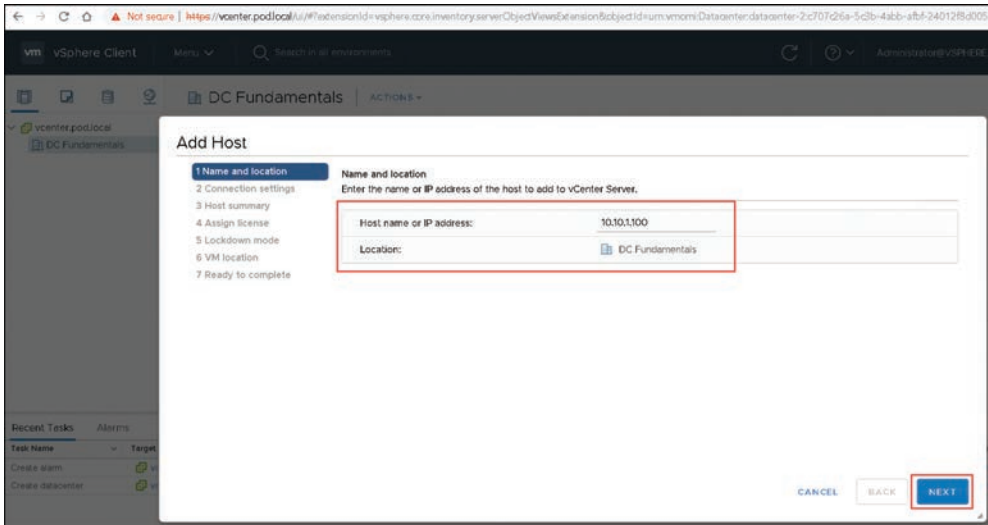 Not secure | https://vcenter.pod.local/ui/#?extensionId=vsphere.core.inventory.serverObjectViewsExtension&objectId=urn:vmomi:Datacenter:datacenter-2:c707c26a-5c3b-4abb-afbf-24012f8d005
vm vSphere Client Menu Search in all environments Administrator@VSPHERE
DC Fundamentals ACTIONS
vcenter.pod.local
DC Fundamentals
Add Host
1 Name and location
2 Connection settings
3 Host summary
4 Assign license
5 Lockdown mode
6 VM location
7 Ready to complete
Name and location
Enter the name or IP address of the host to add to vCenter Server.
Host name or IP address: 10.10.1.100
Location: DC Fundamentals
Recent Tasks Alarms
Task Name Target
Create alarm
Create datacenter
CANCEL BACK NEXT